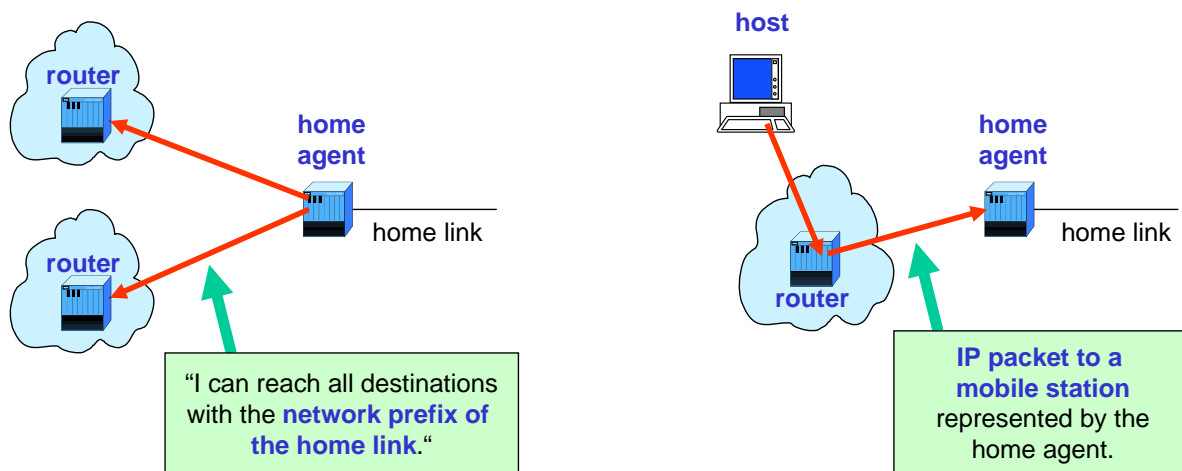 router
home
agent
home link
router
“I can reach all destinations
with the network prefix of
the home link.“
host
home
agent
home link
router
IP packet to a
mobile station
represented by the
home agent.